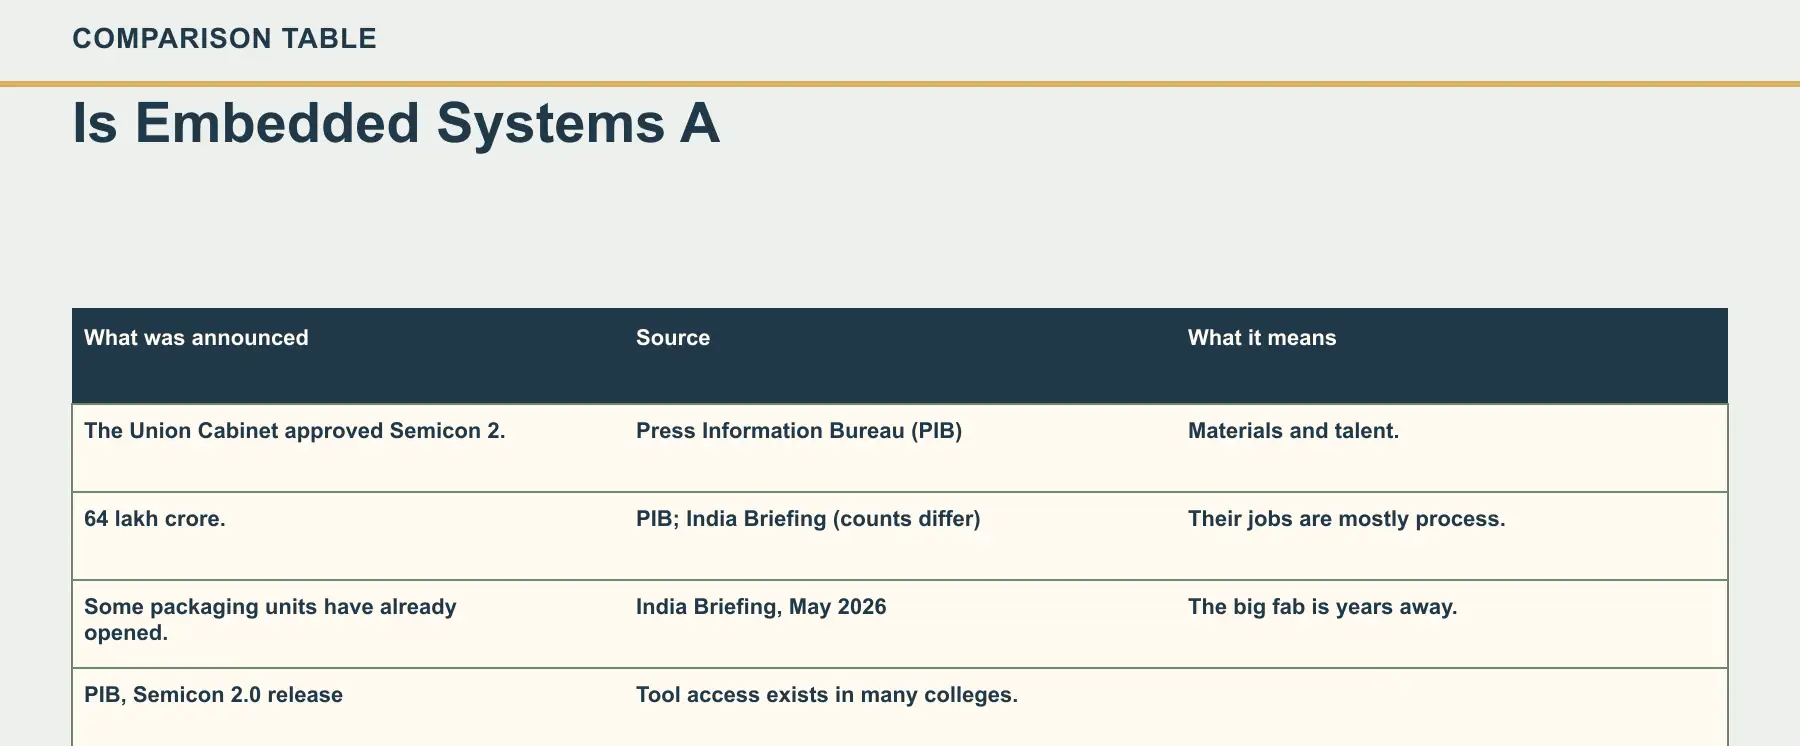 COMPARISON TABLE
Is Embedded Systems A
What was announced Source What it means
The Union Cabinet approved Semicon 2. Press Information Bureau (PIB) Materials and talent.
64 lakh crore. PIB; India Briefing (counts differ) Their jobs are mostly process.
Some packaging units have already India Briefing, May 2026 The big fab is years away.
opened.
PIB, Semicon 2.0 release Tool access exists in many colleges.